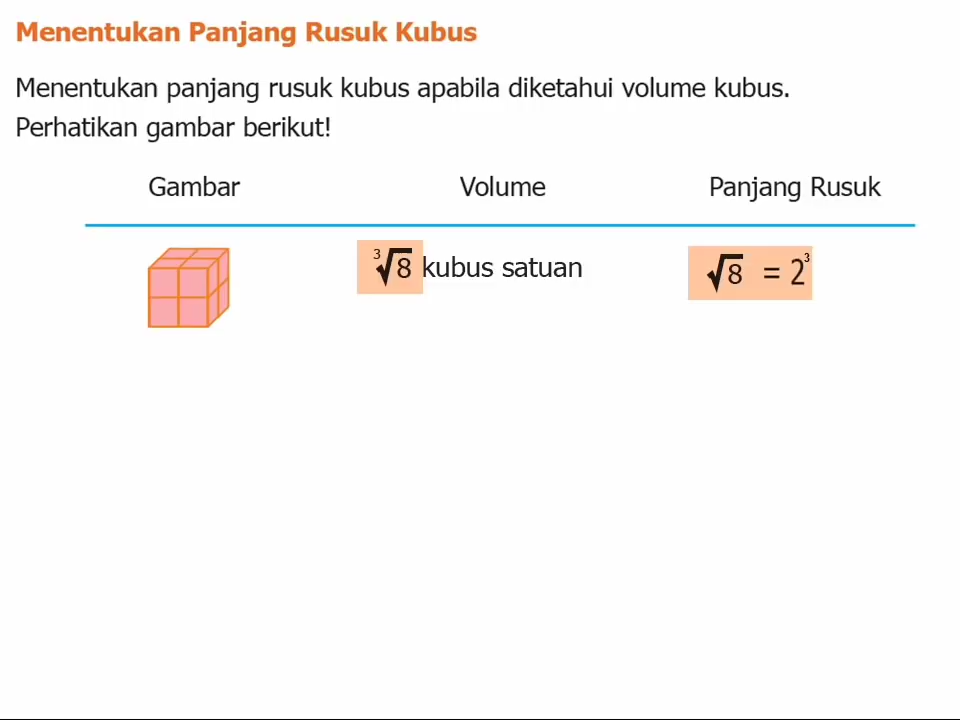 Menentukan Panjang Rusuk Kubus
Menentukan panjang rusuk kubus apabila diketahui volume kubus.
Perhatikan gambar berikut!
Gambar Volume Panjang Rusuk
∛8 kubus satuan √8 = 2³